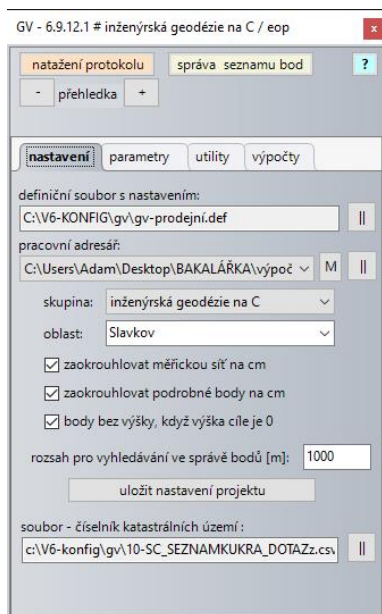 GV - 6.9.12.1 # inženýrská geodézie na C / eop x
natažení protokolu správa seznamu bod ?
- přehledka +
nastavení parametry utility výpočty
definiční soubor s nastavením:
C:\V6-KONFIG\gv\gv-prodejní.def ||
pracovní adresář:
C:\Users\Adam\Desktop\BAKALÁŘKA\výpoč M ||
skupina: inženýrská geodézie na C
oblast: Slavkov
zaokrouhlovat měřickou síť na cm
zaokrouhlovat podrobné body na cm
body bez výšky, když výška cíle je 0
rozsah pro vyhledávání ve správě bodů [m]: 1000
uložit nastavení projektu
soubor - číselník katastrálních území :
c:\V6-konfig\gv\10-SC_SEZNAMKUKRA_DOTAZz.csv ||